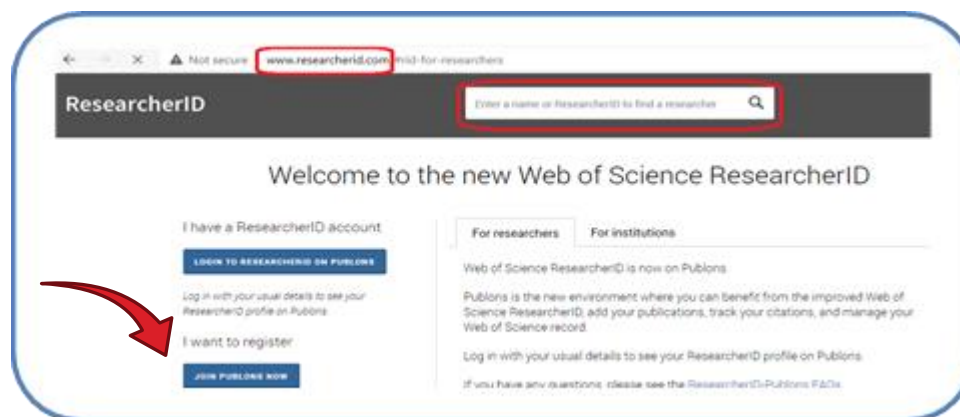 Not secure www.researcherid.com/#rid-for-researchers
ResearcherID
Enter a name or ResearcherID to find a researcher
Welcome to the new Web of Science ResearcherID
I have a ResearcherID account
LOGIN TO RESEARCHERID ON PUBLONS
Log in with your usual details to see your
ResearcherID profile on Publons.
I want to register
JOIN PUBLONS NOW
For researchers For institutions
Web of Science ResearcherID is now on Publons.
Publons is the new environment where you can benefit from the improved Web of
Science ResearcherID, add your publications, track your citations, and manage your
Web of Science record.
Log in with your usual details to see your ResearcherID profile on Publons.
If you have any questions, please see the ResearcherID-Publons FAQs